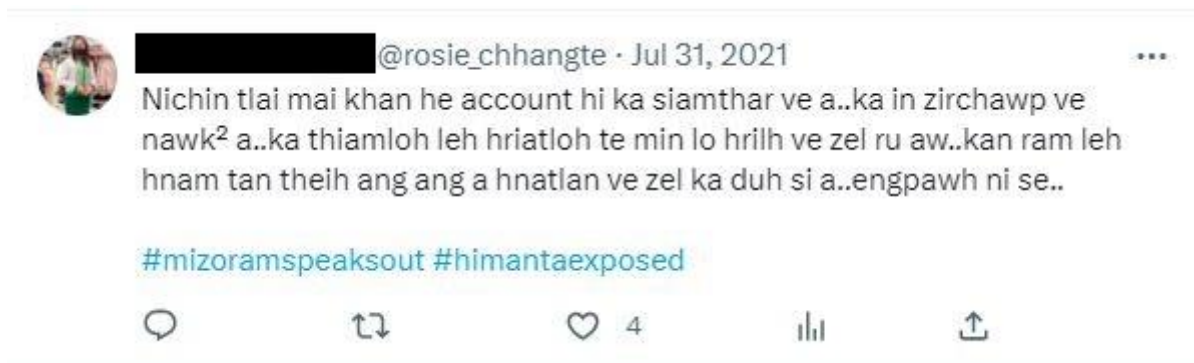 @rosie_chhangte · Jul 31, 2021
Nichin tlai mai khan he account hi ka siamthar ve a..ka in zirchawp ve
nawk² a..ka thiamloh leh hriatloh te min lo hrilh ve zel ru aw..kan ram leh
hnam tan theih ang ang a hnatlan ve zel ka duh si a..engpawh ni se..
#mizoramspeaksout #himantaexposed
4